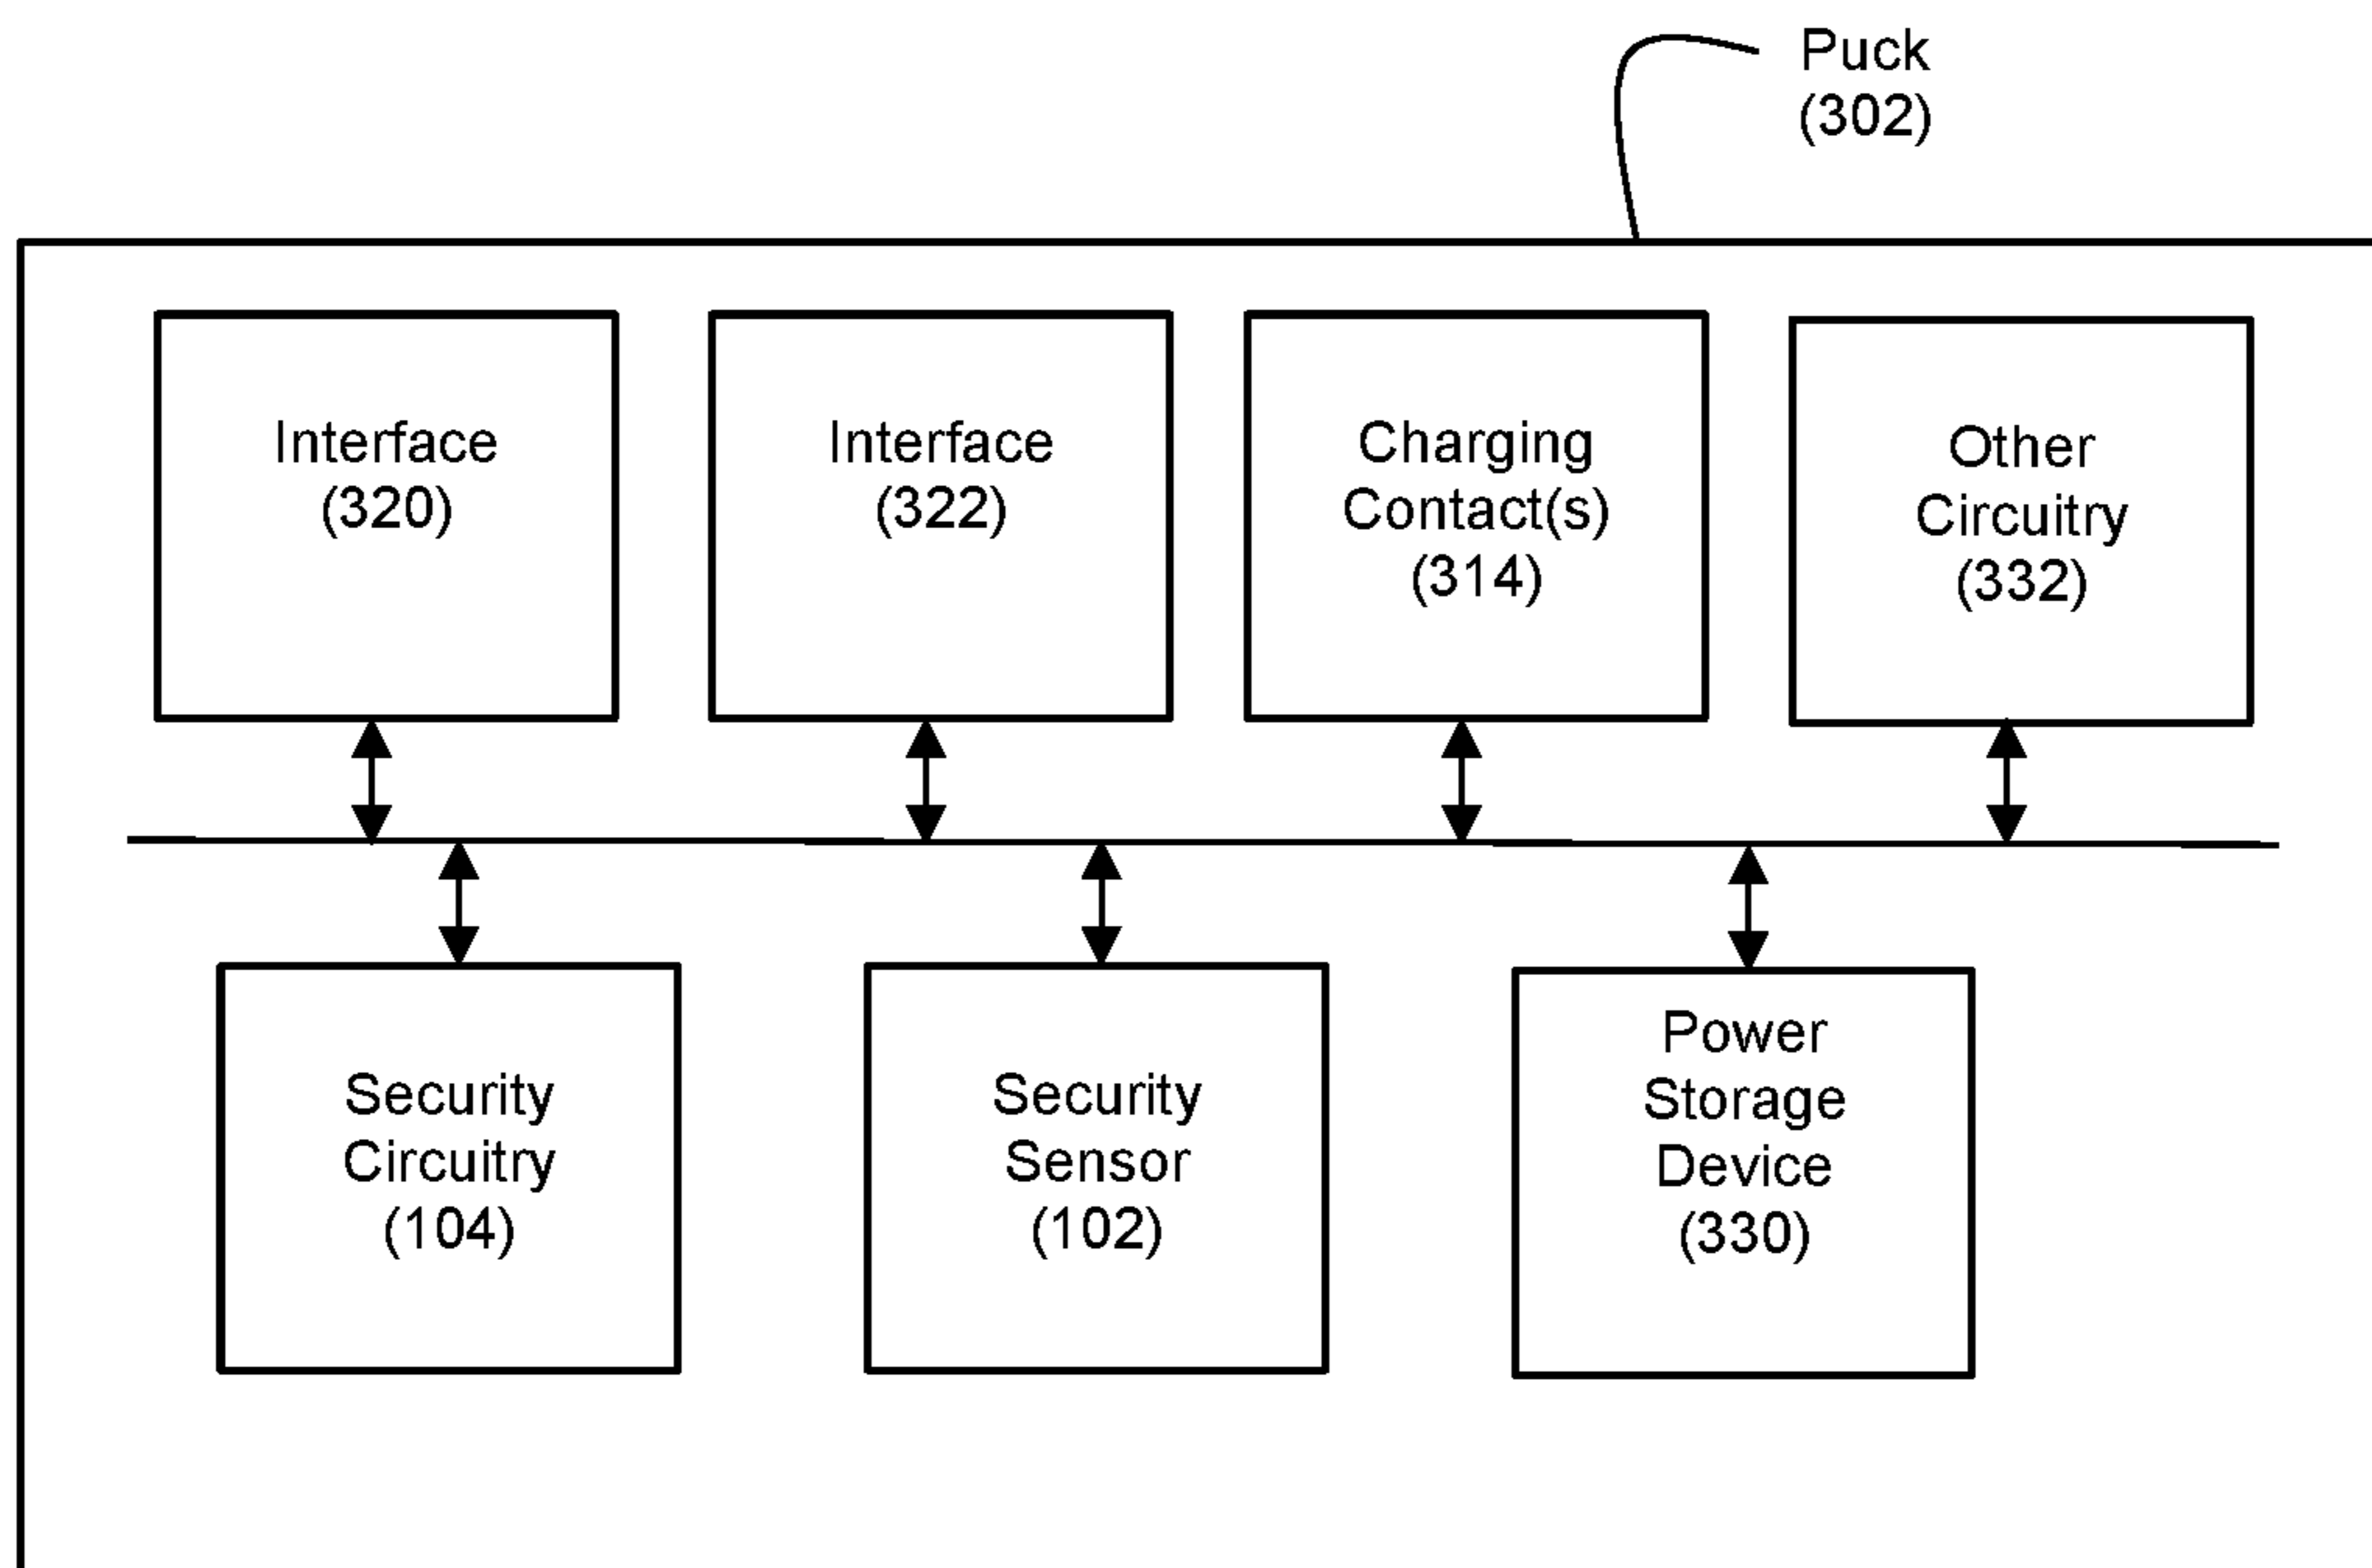 Puck
(302)
Interface
(320)
Interface
(322)
Charging
Contact(s)
(314)
Other
Circuitry
(332)
Security
Circuitry
(104)
Security
Sensor
(102)
Power
Storage
Device
(330)